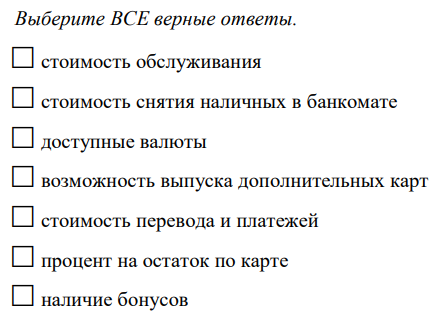 Выберите ВСЕ верные ответы.
стоимость обслуживания
стоимость снятия наличных в банкомате
доступные валюты
возможность выпуска дополнительных карт
стоимость перевода и платежей
процент на остаток по карте
наличие бонусов